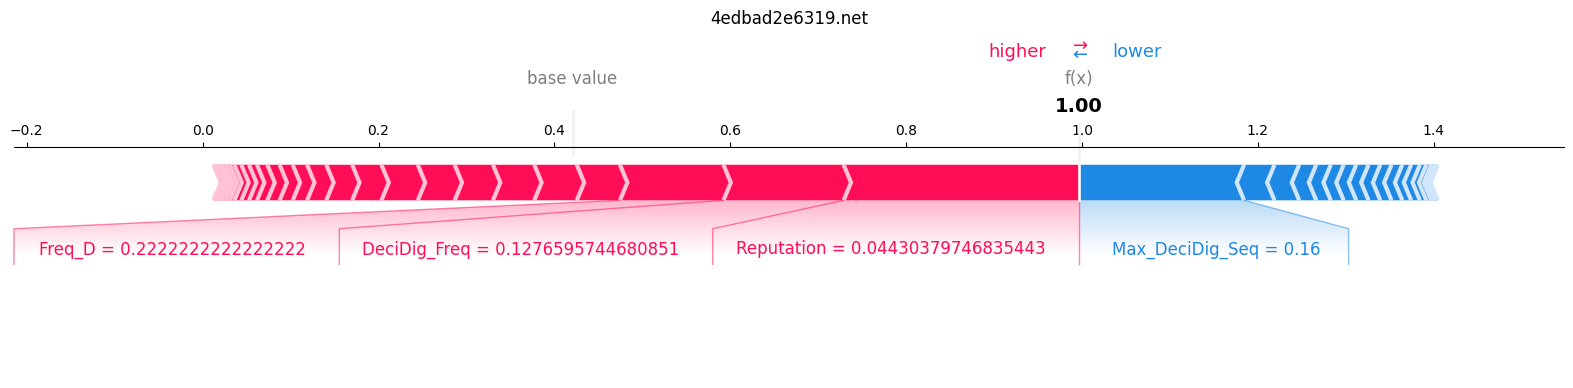 4edbad2e6319.net
higher ⇄ lower
base value f(x)
1.00
−0.2 0.0 0.2 0.4 0.6 0.8 1.0 1.2 1.4
Freq_D = 0.2222222222222222 DeciDig_Freq = 0.1276595744680851 Reputation = 0.04430379746835443 Max_DeciDig_Seq = 0.16